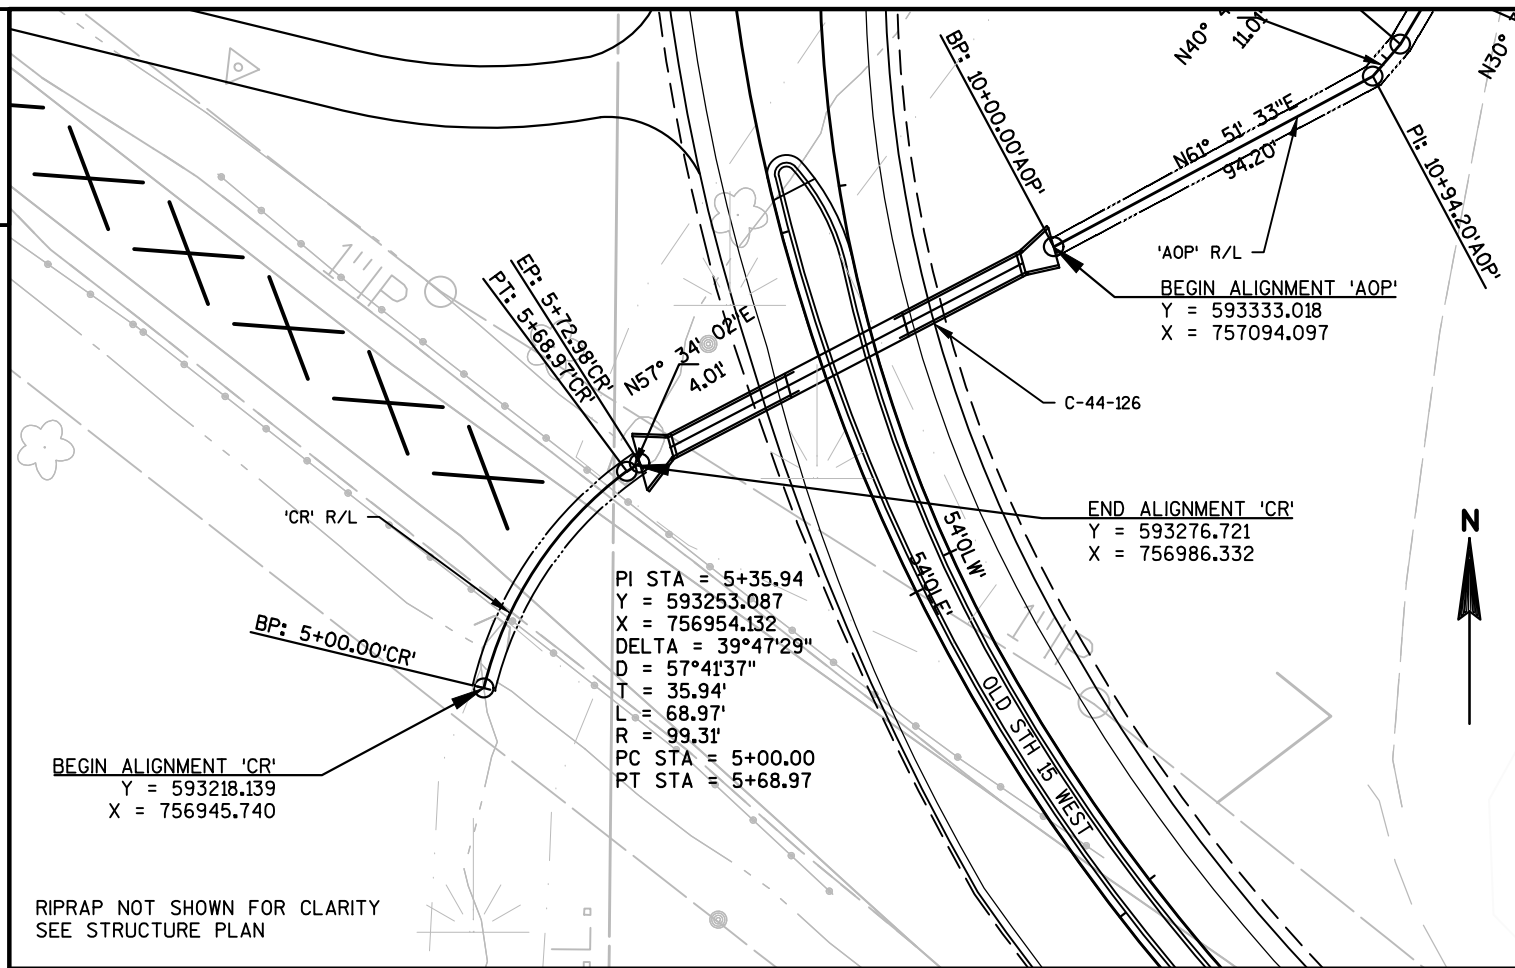 N40°
11.01'
N30°
BP: 10+00.00'AOP'
N61° 51' 33"E
94.20'
PI: 10+94.20'AOP'
'AOP' R/L
BEGIN ALIGNMENT 'AOP'
Y = 593333.018
X = 757094.097
1"IP
EP: 5+72.98'CR'
PT: 5+68.97'CR'
N57° 34' 02"E
4.01'
C-44-126
'CR' R/L
END ALIGNMENT 'CR'
Y = 593276.721
X = 756986.332
54'OLW'
54'OLE'
PI STA = 5+35.94
Y = 593253.087
X = 756954.132
DELTA = 39°47'29"
D = 57°41'37"
T = 35.94'
L = 68.97'
R = 99.31'
PC STA = 5+00.00
PT STA = 5+68.97
BP: 5+00.00'CR'
1"IP
N
OLD STH 15 WEST
BEGIN ALIGNMENT 'CR'
Y = 593218.139
X = 756945.740
RIPRAP NOT SHOWN FOR CLARITY
SEE STRUCTURE PLAN